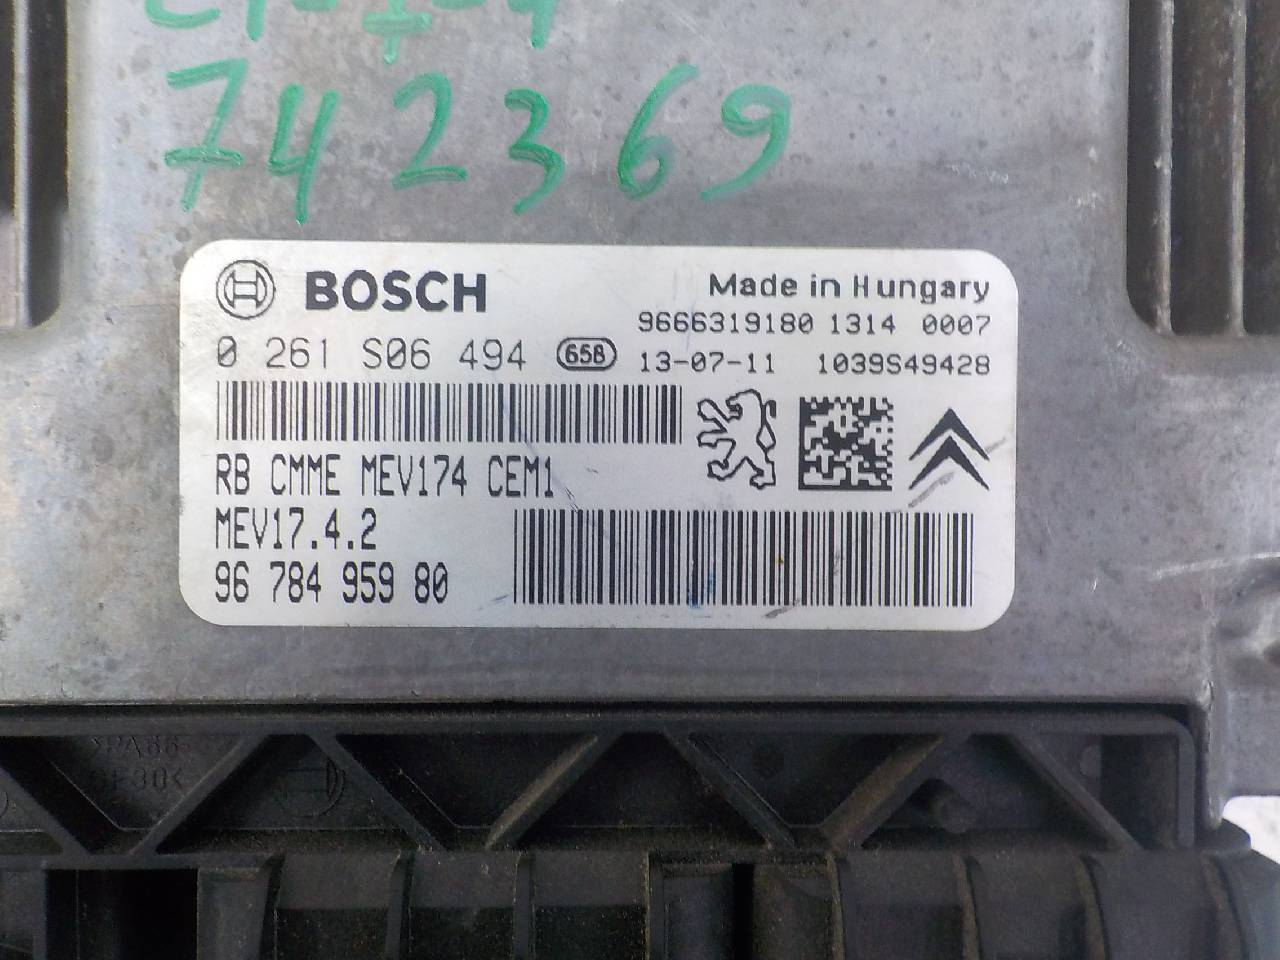 742369
BOSCH
Made in Hungary
9666319180 1314 0007
0 261 S06 494 658 13-07-11 1039S49428
RB CMME MEV174 CEM1
MEV17.4.2
96 784 959 80